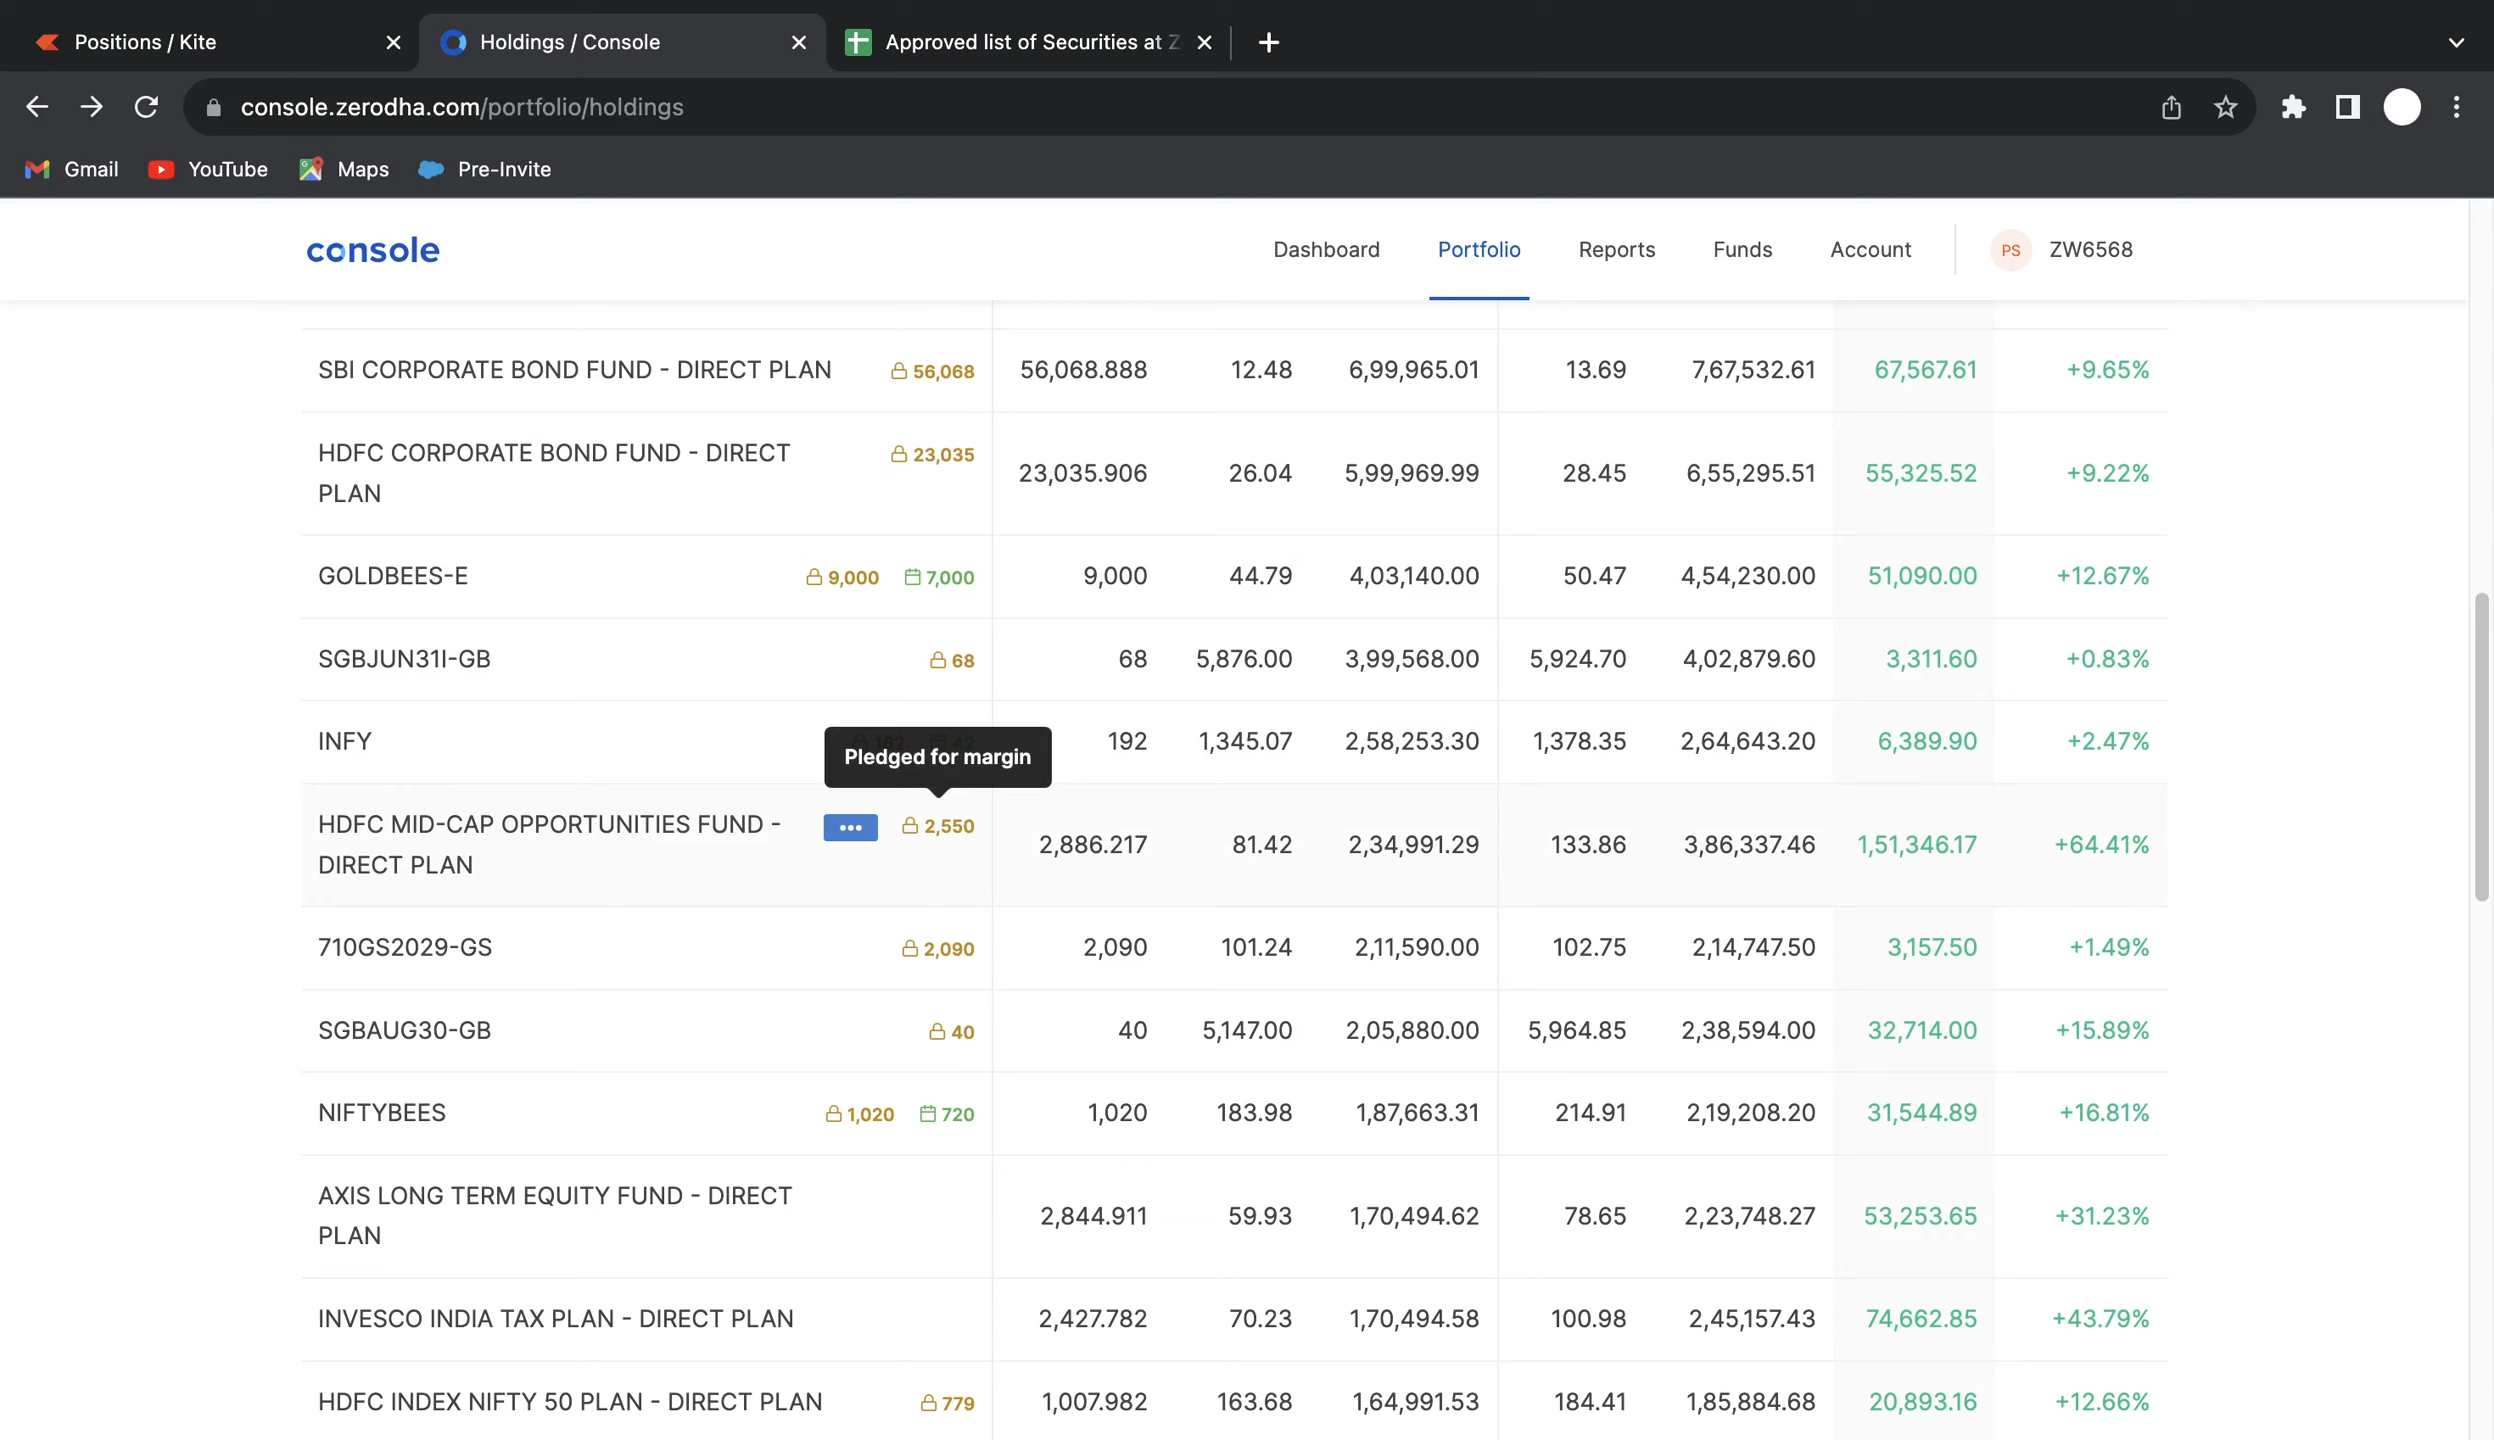 Positions / Kite
Holdings / Console
Approved list of Securities at Z
console.zerodha.com/portfolio/holdings
Gmail YouTube Maps Pre-Invite
console Dashboard Portfolio Reports Funds Account PS ZW6568
SBI CORPORATE BOND FUND - DIRECT PLAN 56,068 56,068.888 12.48 6,99,965.01 13.69 7,67,532.61 67,567.61 +9.65%
HDFC CORPORATE BOND FUND - DIRECT 23,035
PLAN
23,035.906 26.04 5,99,969.99 28.45 6,55,295.51 55,325.52 +9.22%
GOLDBEES-E 9,000 7,000 9,000 44.79 4,03,140.00 50.47 4,54,230.00 51,090.00 +12.67%
SGBJUN31I-GB 68 68 5,876.00 3,99,568.00 5,924.70 4,02,879.60 3,311.60 +0.83%
INFY 192 1,345.07 2,58,253.30 1,378.35 2,64,643.20 6,389.90 +2.47%
Pledged for margin
HDFC MID-CAP OPPORTUNITIES FUND - 2,550
DIRECT PLAN
2,886.217 81.42 2,34,991.29 133.86 3,86,337.46 1,51,346.17 +64.41%
710GS2029-GS 2,090 2,090 101.24 2,11,590.00 102.75 2,14,747.50 3,157.50 +1.49%
SGBAUG30-GB 40 40 5,147.00 2,05,880.00 5,964.85 2,38,594.00 32,714.00 +15.89%
NIFTYBEES 1,020 720 1,020 183.98 1,87,663.31 214.91 2,19,208.20 31,544.89 +16.81%
AXIS LONG TERM EQUITY FUND - DIRECT
PLAN
2,844.911 59.93 1,70,494.62 78.65 2,23,748.27 53,253.65 +31.23%
INVESCO INDIA TAX PLAN - DIRECT PLAN 2,427.782 70.23 1,70,494.58 100.98 2,45,157.43 74,662.85 +43.79%
HDFC INDEX NIFTY 50 PLAN - DIRECT PLAN 779 1,007.982 163.68 1,64,991.53 184.41 1,85,884.68 20,893.16 +12.66%